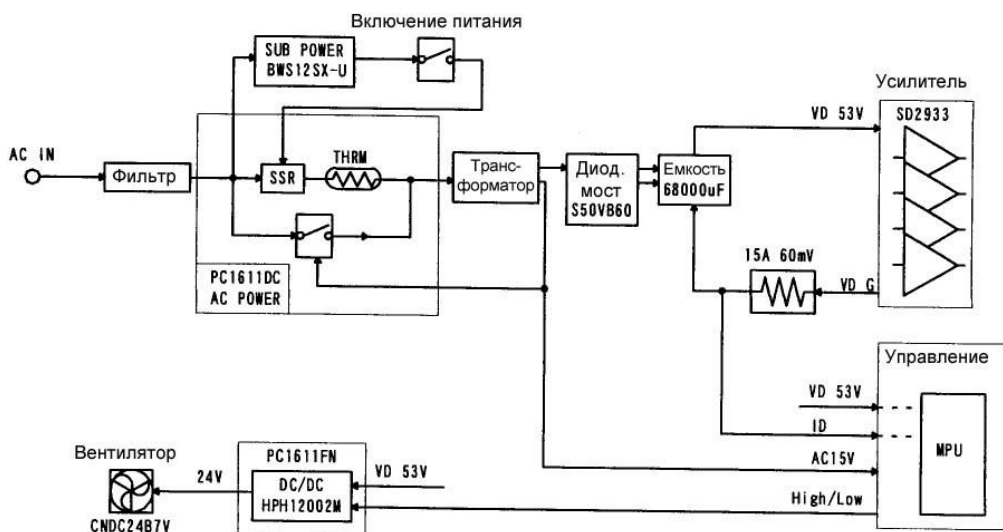 Включение питания
SUB POWER
BWS12SX-U
Усилитель
VD 53V
SD2933
AC IN
Фильтр
SSR
THRM
Транс-
форматор
Диод.
мост
S50VB60
Емкость
68000uF
PC1611DC
AC POWER
15A 60mV
VD G
Управление
VD 53V
ID
MPU
AC15V
High/Low
Вентилятор
24V
PC1611FN
DC/DC
HPH12002M
VD 53V
CNDC24B7V